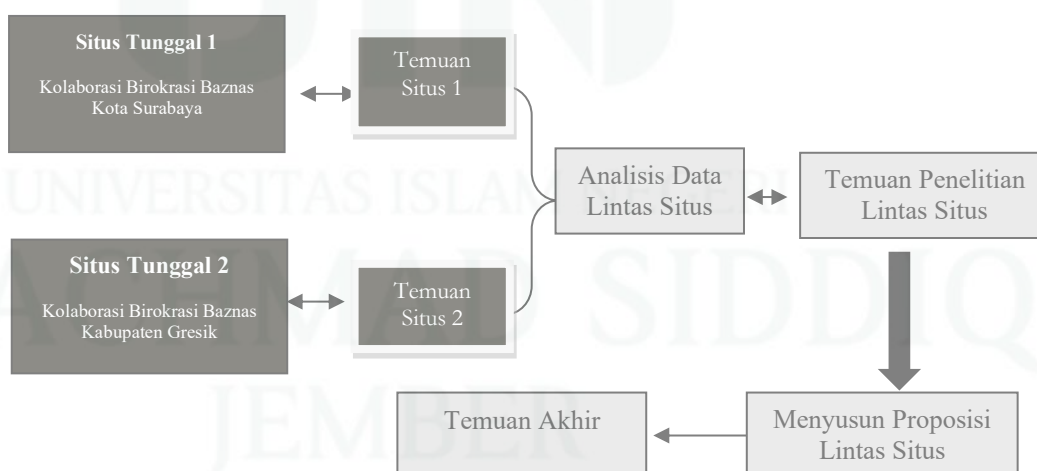 Situs Tunggal 1
Kolaborasi Birokrasi Baznas
Kota Surabaya
Temuan
Situs 1
Analisis Data
Lintas Situs
Temuan Penelitian
Lintas Situs
UNIVERSITAS ISLAM NEGERI
Situs Tunggal 2
Kolaborasi Birokrasi Baznas
Kabupaten Gresik
Temuan
Situs 2
ACHMAD SIDDIQ
JEMBER
Menyusun Proposisi
Lintas Situs
Temuan Akhir